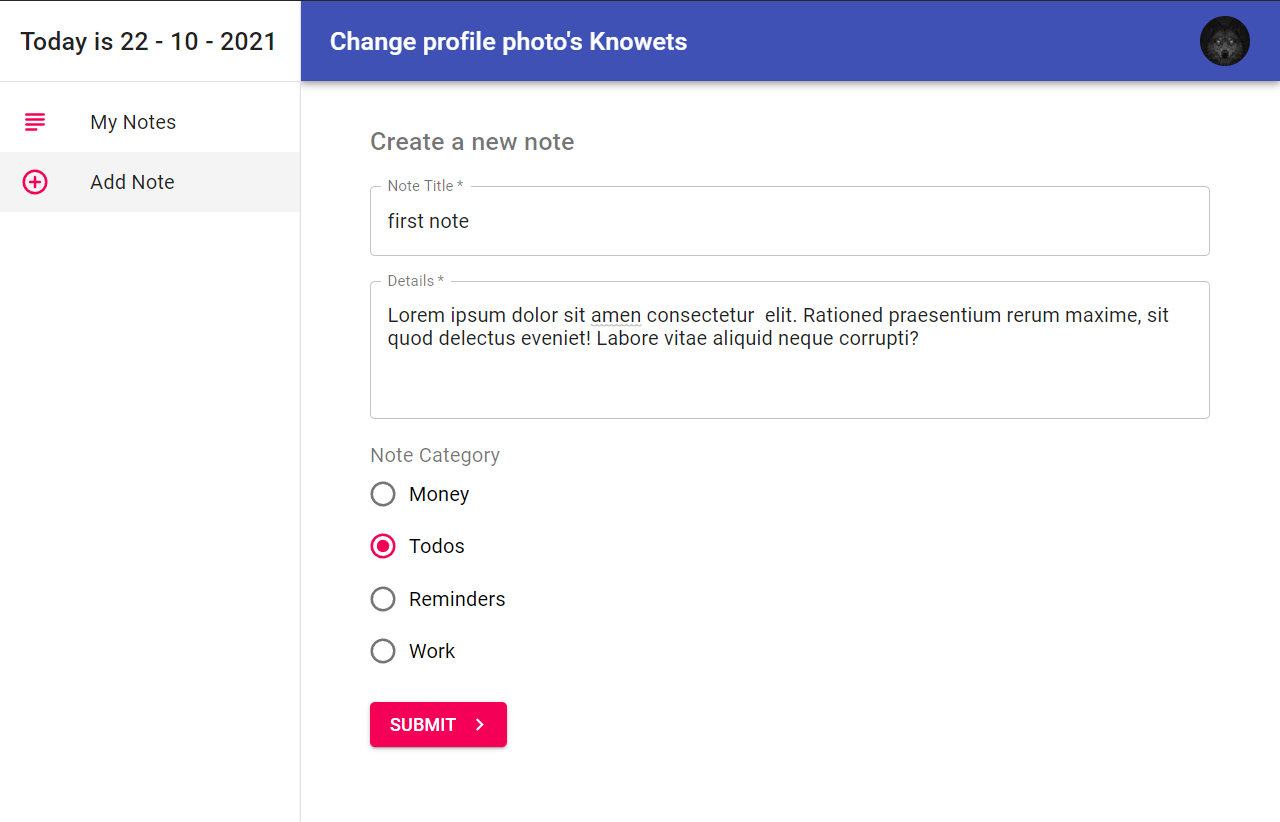 Today is 22 - 10 - 2021
Change profile photo's Knowets
My Notes
Add Note
Create a new note
Note Title *
first note
Details *
Lorem ipsum dolor sit amen consectetur  elit. Rationed praesentium rerum maxime, sit
quod delectus eveniet! Labore vitae aliquid neque corrupti?
Note Category
Money
Todos
Reminders
Work
SUBMIT